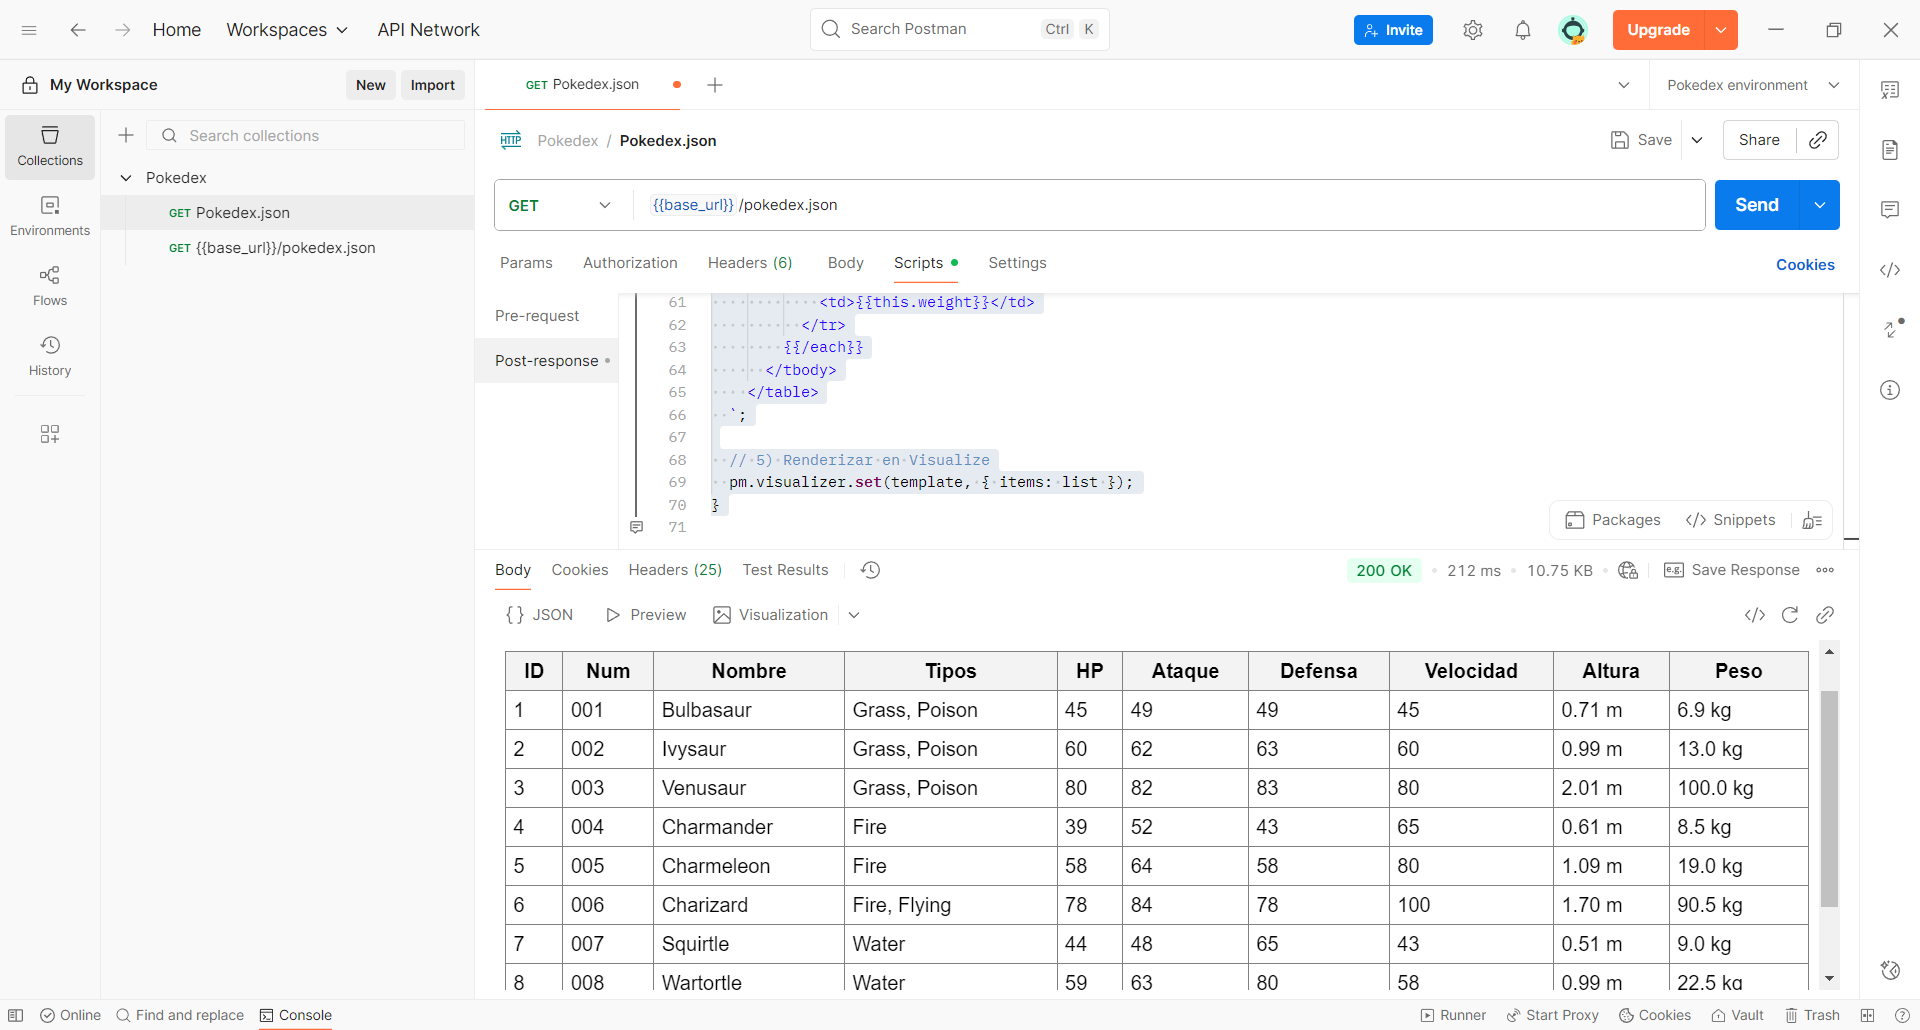 Home Workspaces API Network Search Postman Ctrl K Invite Upgrade
My Workspace New Import GET Pokedex.json Pokedex environment
Collections
Environments
Flows
History
Search collections
Pokedex
GET Pokedex.json
GET {{base_url}}/pokedex.json
HTTP Pokedex / Pokedex.json Save Share
GET {{base_url}} /pokedex.json Send
Params Authorization Headers (6) Body Scripts Settings Cookies
Pre-request
Post-response
61 <td>{{this.weight}}</td>
62 </tr>
63 {{/each}}
64 </tbody>
65 </table>
66 `;
67
68 // 5) Renderizar en Visualize
69 pm.visualizer.set(template, { items: list });
70 }
71
Packages </> Snippets
Body Cookies Headers (25) Test Results 200 OK 212 ms 10.75 KB e.g. Save Response
{} JSON Preview Visualization
ID Num Nombre Tipos HP Ataque Defensa Velocidad Altura Peso
1 001 Bulbasaur Grass, Poison 45 49 49 45 0.71 m 6.9 kg
2 002 Ivysaur Grass, Poison 60 62 63 60 0.99 m 13.0 kg
3 003 Venusaur Grass, Poison 80 82 83 80 2.01 m 100.0 kg
4 004 Charmander Fire 39 52 43 65 0.61 m 8.5 kg
5 005 Charmeleon Fire 58 64 58 80 1.09 m 19.0 kg
6 006 Charizard Fire, Flying 78 84 78 100 1.70 m 90.5 kg
7 007 Squirtle Water 44 48 65 43 0.51 m 9.0 kg
8 008 Wartortle Water 59 63 80 58 0.99 m 22.5 kg
Online Find and replace Console Runner Start Proxy Cookies Vault Trash